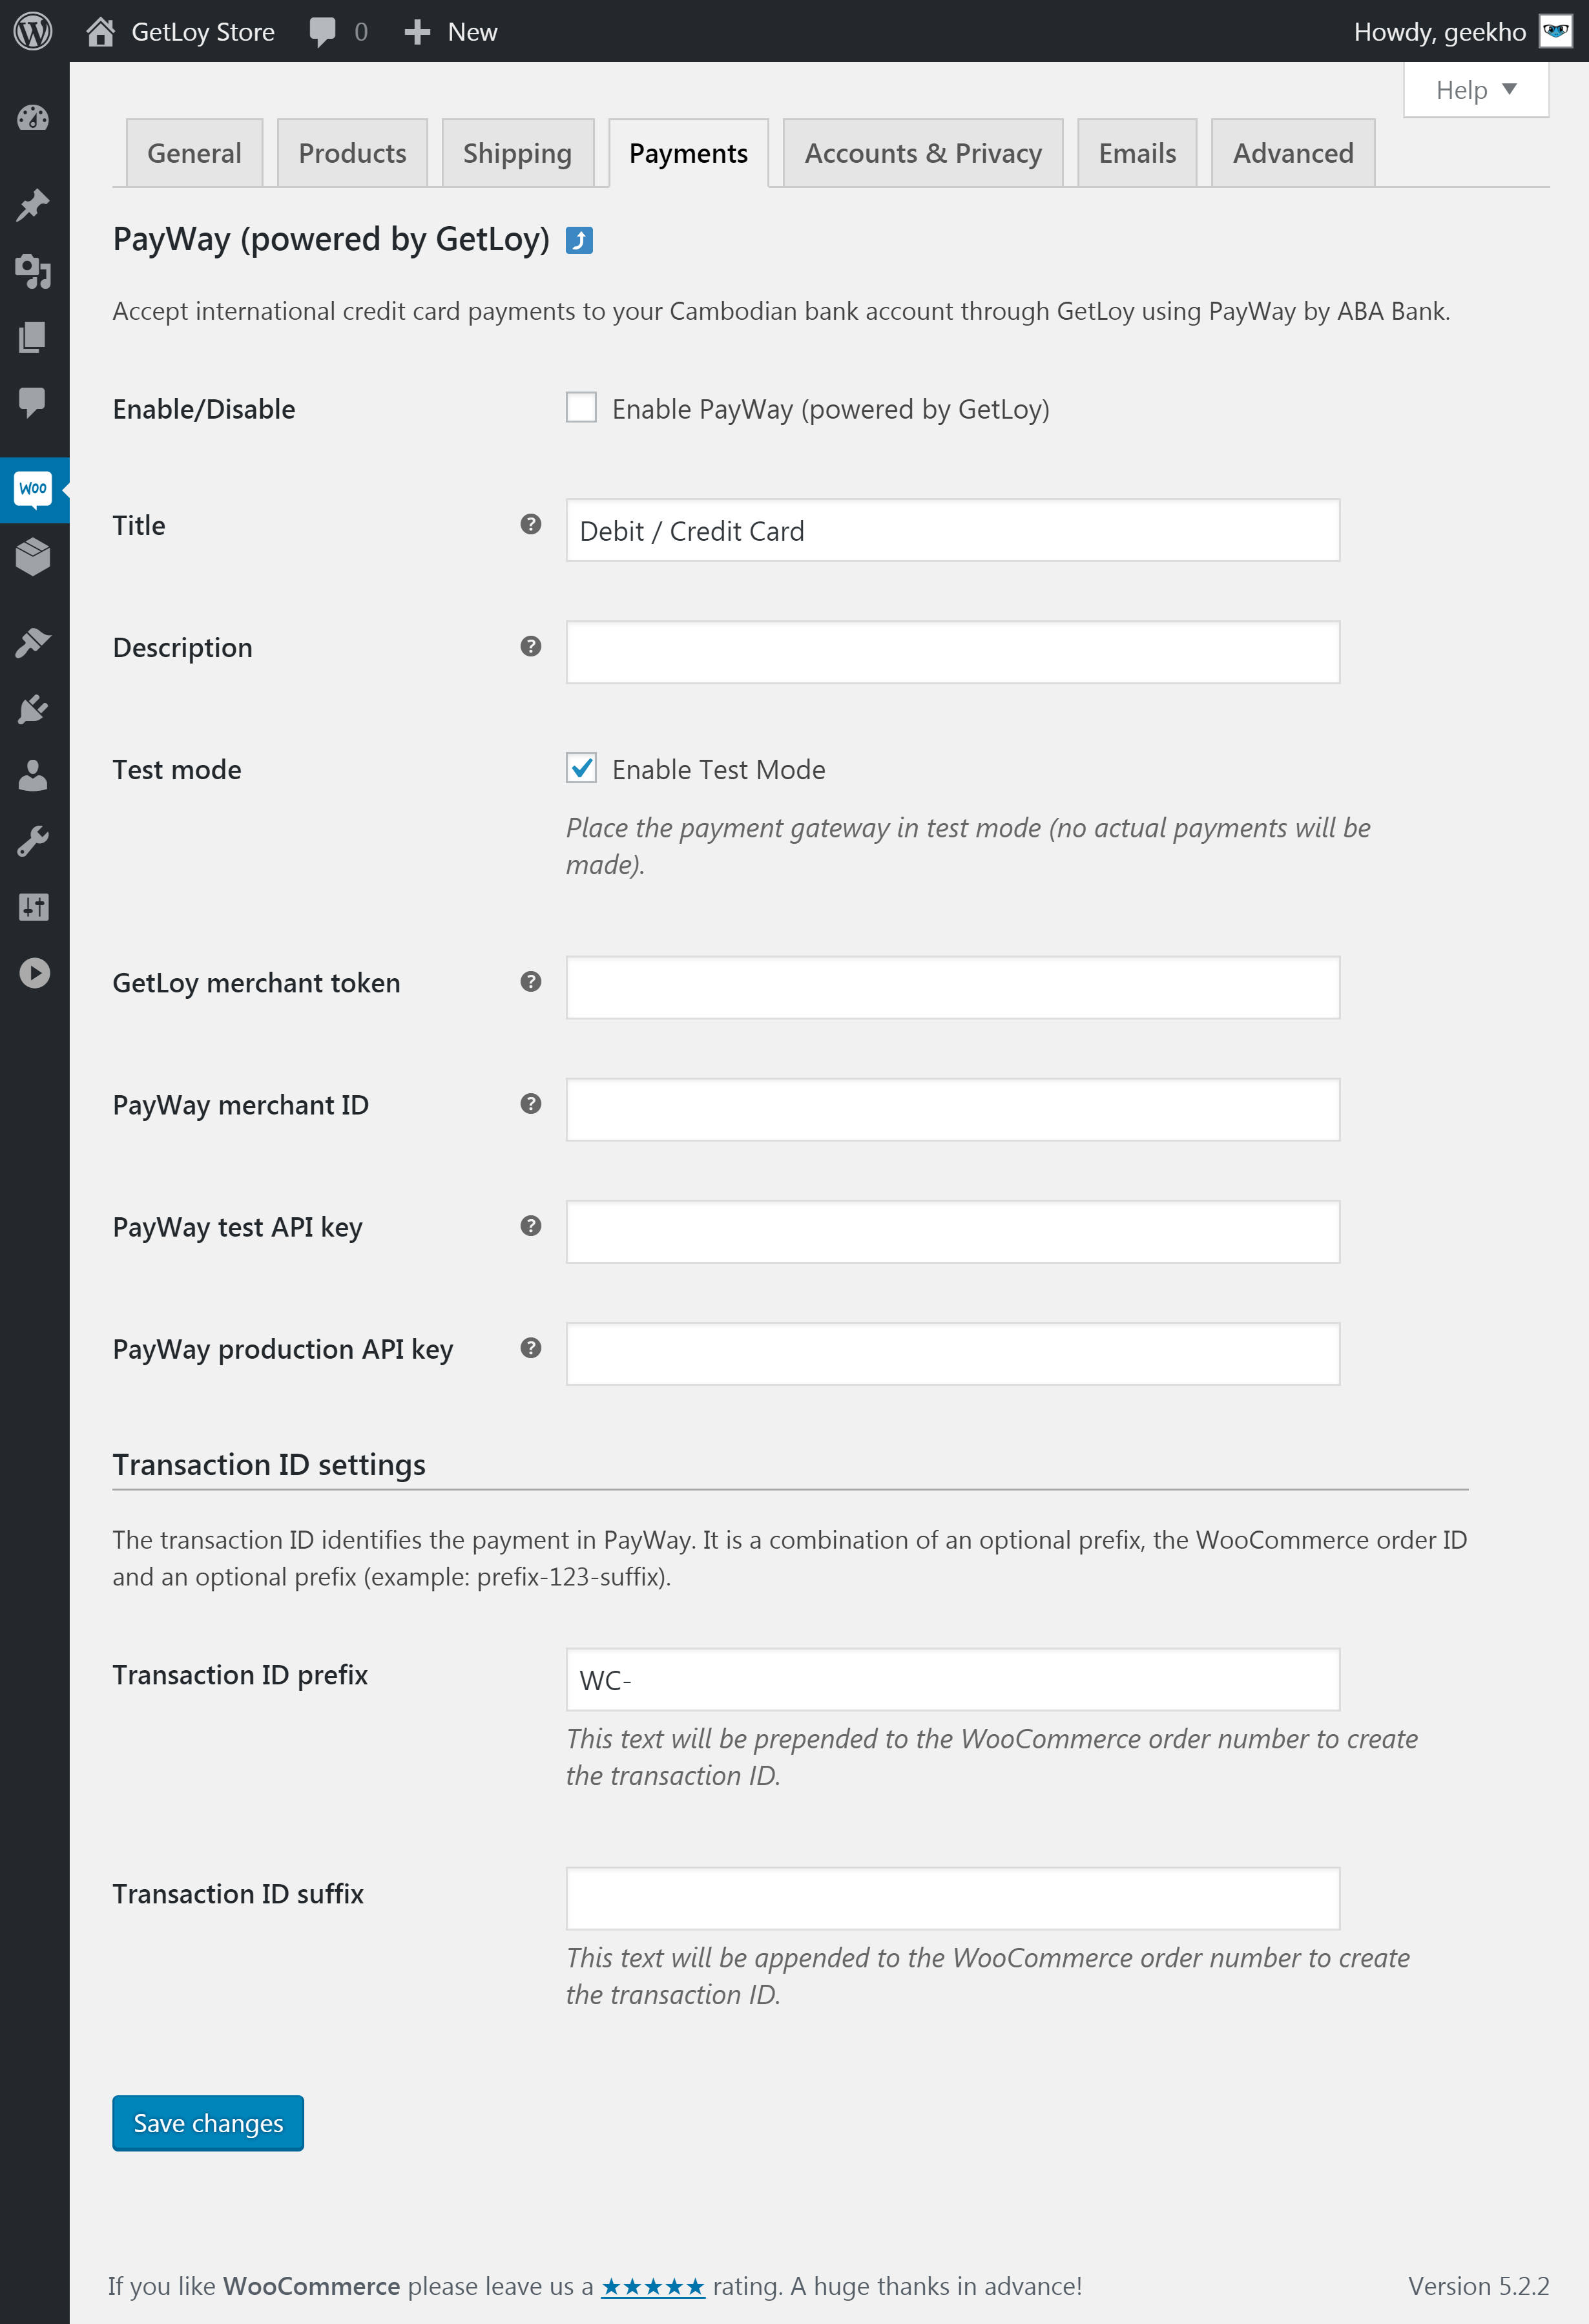 GetLoy Store 0 New Howdy, geekho
Help
General Products Shipping Payments Accounts & Privacy Emails Advanced
PayWay (powered by GetLoy)
Accept international credit card payments to your Cambodian bank account through GetLoy using PayWay by ABA Bank.
Enable/Disable Enable PayWay (powered by GetLoy)
Woo
Title Debit / Credit Card
Description
Test mode Enable Test Mode
Place the payment gateway in test mode (no actual payments will be
made).
GetLoy merchant token
PayWay merchant ID
PayWay test API key
PayWay production API key
Transaction ID settings
The transaction ID identifies the payment in PayWay. It is a combination of an optional prefix, the WooCommerce order ID
and an optional prefix (example: prefix-123-suffix).
Transaction ID prefix WC-
This text will be prepended to the WooCommerce order number to create
the transaction ID.
Transaction ID suffix
This text will be appended to the WooCommerce order number to create
the transaction ID.
Save changes
If you like WooCommerce please leave us a ★★★★★ rating. A huge thanks in advance! Version 5.2.2